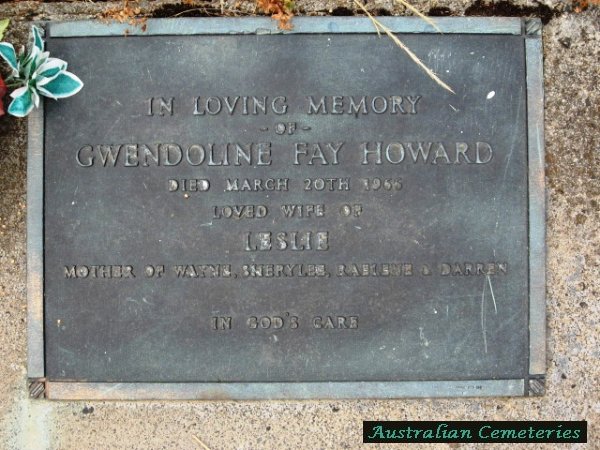 IN LOVING MEMORY
- OF -
GWENDOLINE FAY HOWARD
DIED MARCH 20TH 1966
LOVED WIFE OF
LESLIE
MOTHER OF WAYNE, SHERYLEE, RAELENE & DARREN
IN GOD'S CARE
Australian Cemeteries